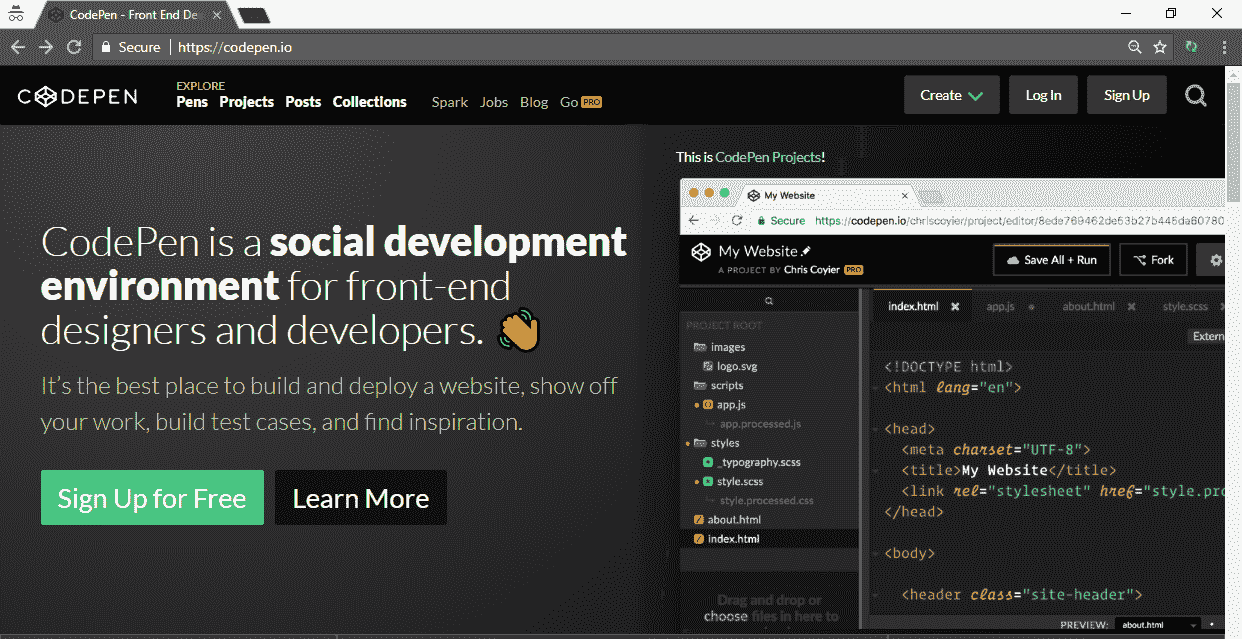 CodePen - Front End De
Secure | https://codepen.io
CODEPEN
EXPLORE
Pens Projects Posts Collections Spark Jobs Blog Go PRO
Create Log In Sign Up
This is CodePen Projects!
CodePen is a social development
environment for front-end
designers and developers.
It's the best place to build and deploy a website, show off
your work, build test cases, and find inspiration.
Sign Up for Free Learn More
My Website
Secure https://codepen.io/chriscoyier/project/editor/8ede769462de53b27b445da80780
My Website
A PROJECT BY Chris Coyier PRO
Save All + Run Fork
PROJECT ROOT
images
logo.svg
scripts
app.js
app.processed.js
styles
_typography.scss
style.scss
style.processed.css
about.html
index.html
Drag and drop or
choose files in here to
index.html app.js about.html style.scss
Extern
<!DOCTYPE html>
<html lang="en">
<head>
<meta charset="UTF-8">
<title>My Website</title>
<link rel="stylesheet" href="style.pro
</head>
<body>
<header class="site-header">
PREVIEW: about.html